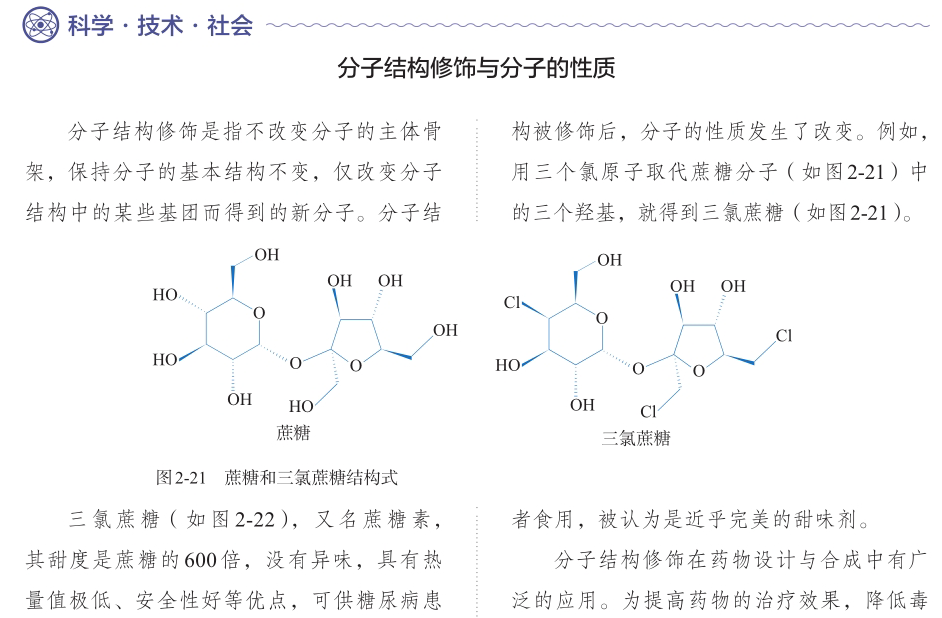 科学·技术·社会
分子结构修饰与分子的性质
分子结构修饰是指不改变分子的主体骨
架，保持分子的基本结构不变，仅改变分子
结构中的某些基团而得到的新分子。分子结
构被修饰后，分子的性质发生了改变。例如，
用三个氯原子取代蔗糖分子（如图2-21）中
的三个羟基，就得到三氯蔗糖（如图2-21）。
OH
HO
O
HO
OH
O
OH
OH
OH
O
HO
蔗糖
OH
Cl
O
HO
OH
O
OH
OH
Cl
O
Cl
三氯蔗糖
图2-21 蔗糖和三氯蔗糖结构式
三氯蔗糖（如图2-22），又名蔗糖素，
其甜度是蔗糖的600倍，没有异味，具有热
量值极低、安全性好等优点，可供糖尿病患
者食用，被认为是近乎完美的甜味剂。
分子结构修饰在药物设计与合成中有广
泛的应用。为提高药物的治疗效果，降低毒